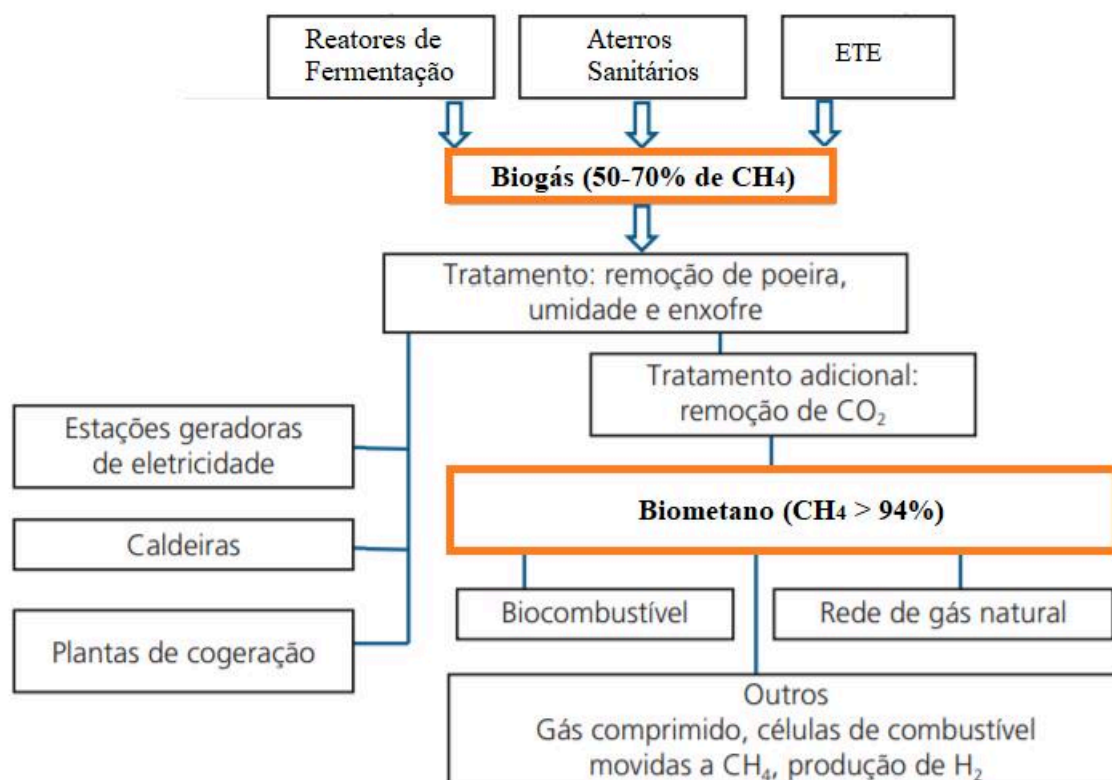 Reatores de
Fermentação
Aterros
Sanitários
ETE
Biogás (50-70% de CH₄)
Tratamento: remoção de poeira,
umidade e enxofre
Tratamento adicional:
remoção de CO₂
Estações geradoras
de eletricidade
Biometano (CH₄ > 94%)
Caldeiras
Biocombustível
Rede de gás natural
Plantas de cogeração
Outros
Gás comprimido, células de combustível
movidas a CH₄, produção de H₂